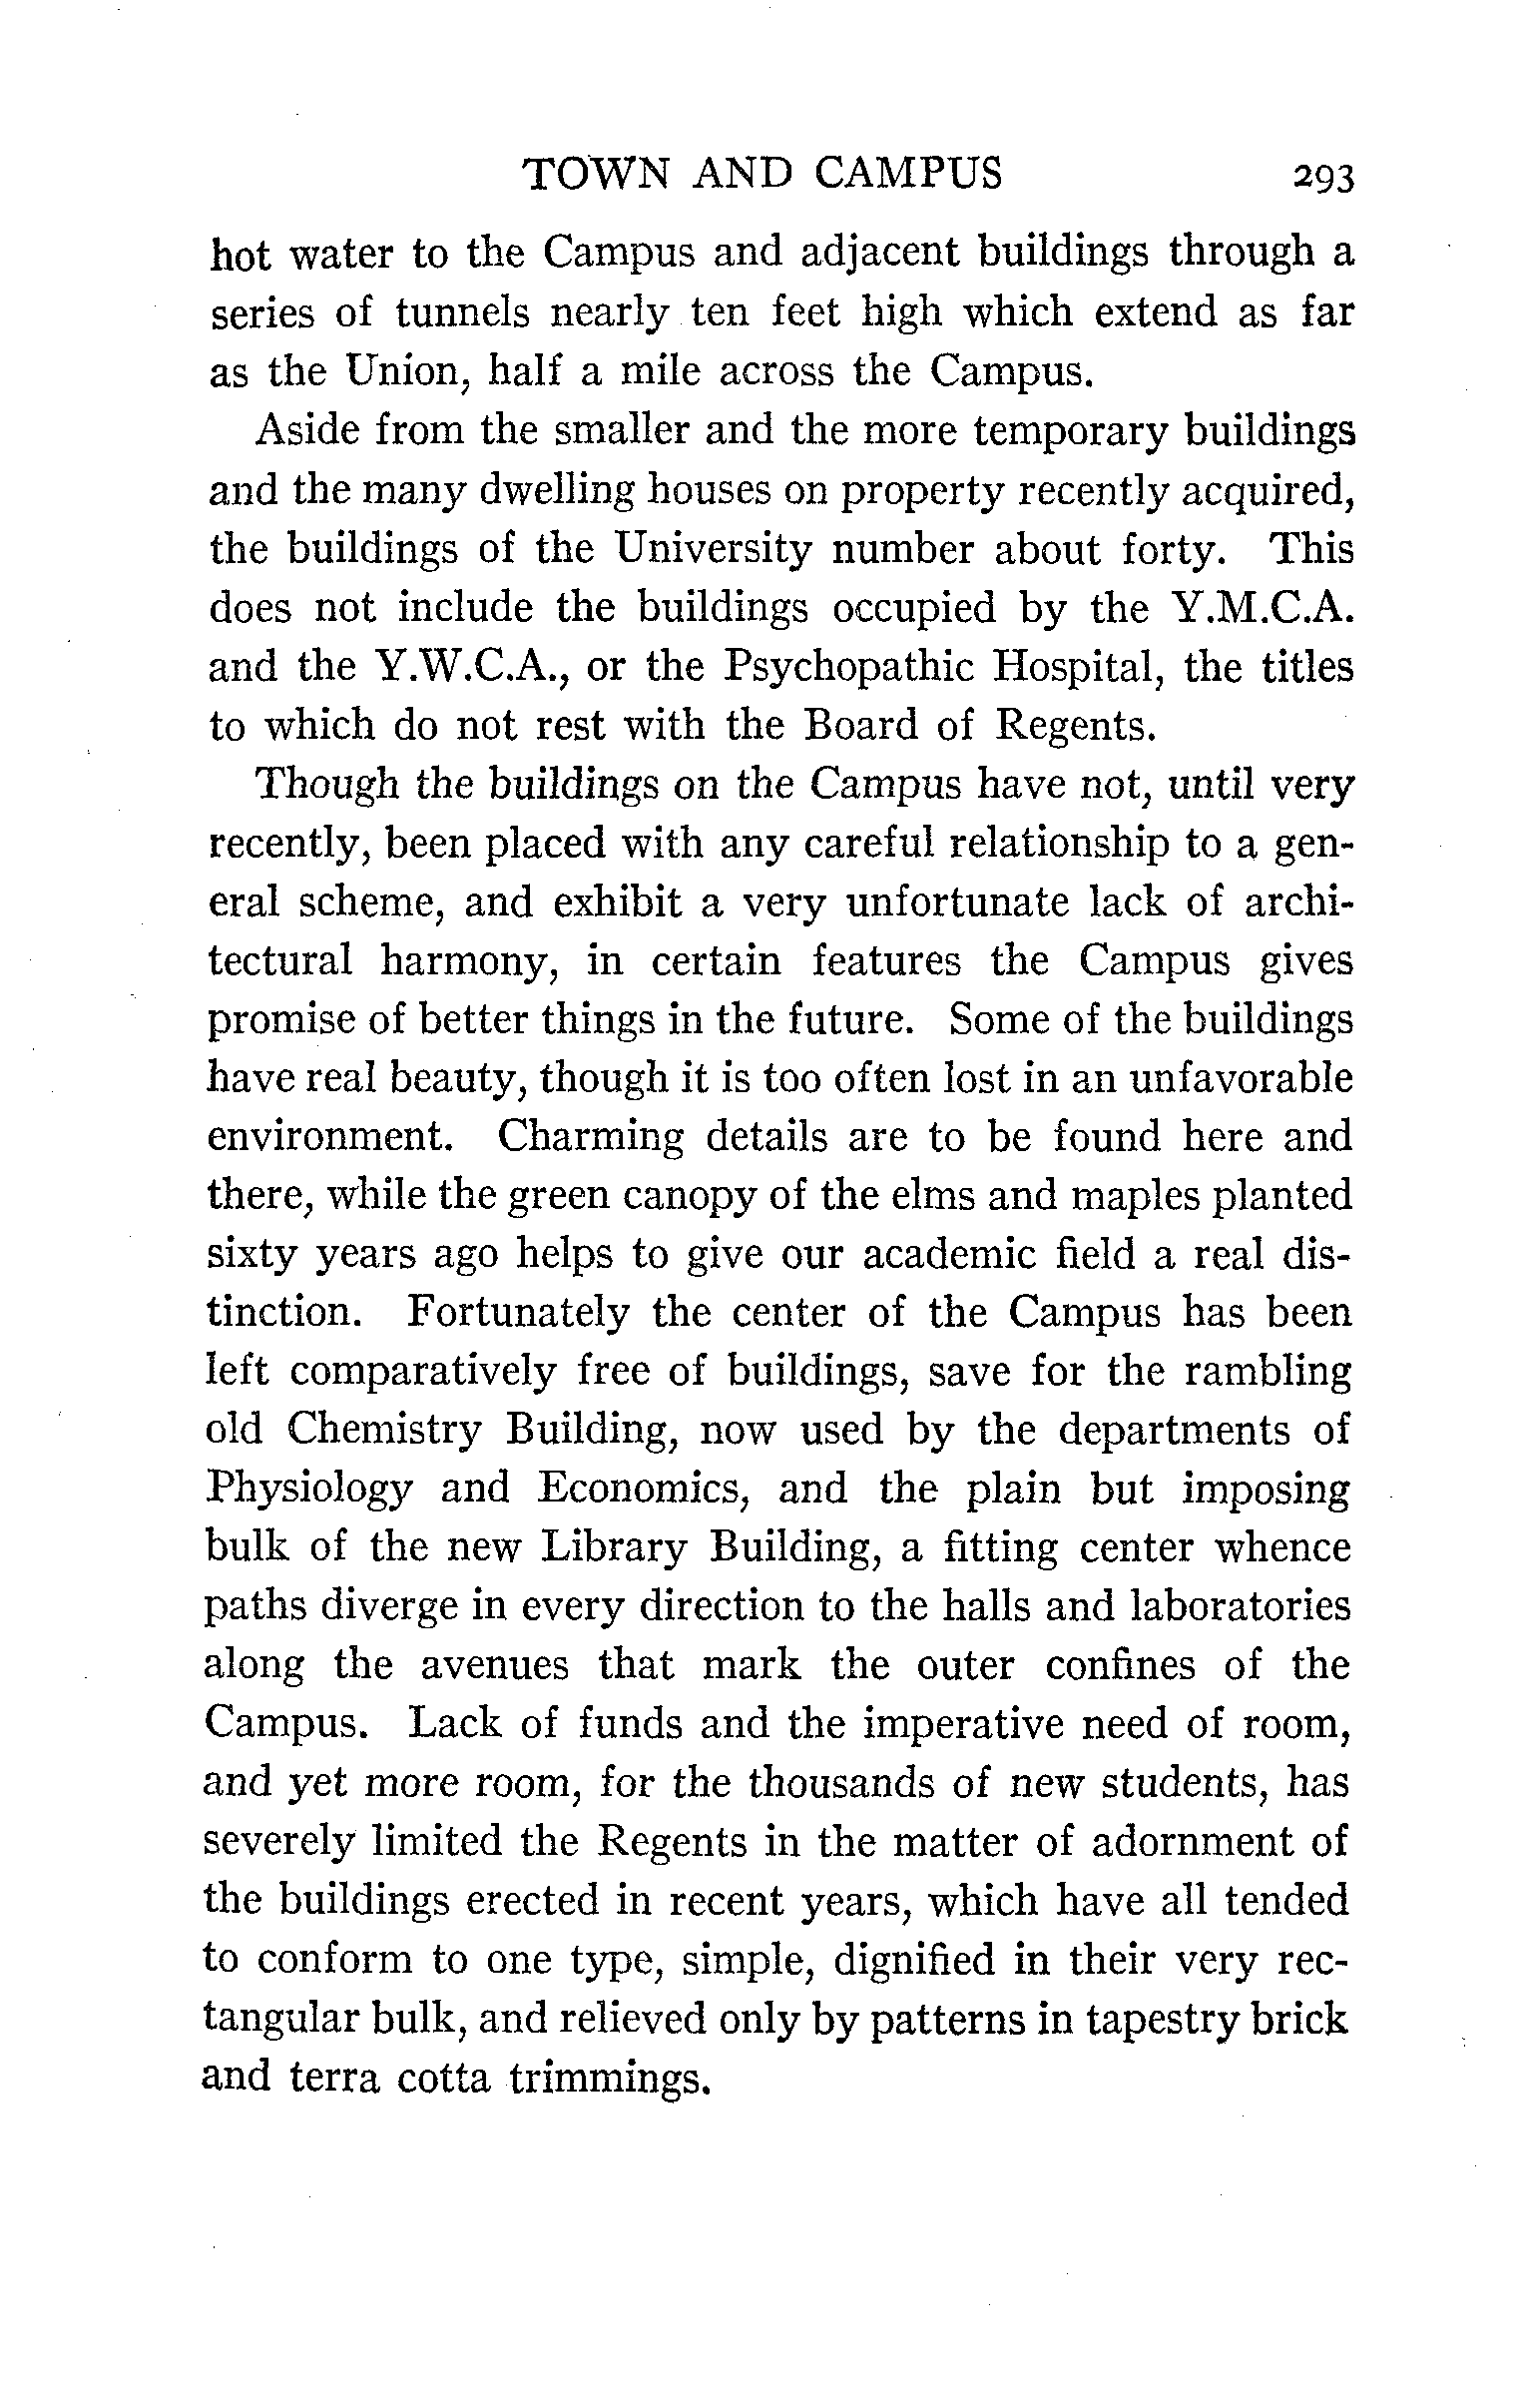 TOWN AND CAMPUS 293
hot water to the Campus and adjacent buildings through a
series of tunnels nearly ten feet high which extend as far
as the Union, half a mile across the Campus.
Aside from the smaller and the more temporary buildings
and the many dwelling houses on property recently acquired,
the buildings of the University number about forty. This
does not include the buildings occupied by the Y.M.C.A.
and the Y.W.C.A., or the Psychopathic Hospital, the titles
to which do not rest with the Board of Regents.
Though the buildings on the Campus have not, until very
recently, been placed with any careful relationship to a gen-
eral scheme, and exhibit a very unfortunate lack of archi-
tectural harmony, in certain features the Campus gives
promise of better things in the future. Some of the buildings
have real beauty, though it is too often lost in an unfavorable
environment. Charming details are to be found here and
there, while the green canopy of the elms and maples planted
sixty years ago helps to give our academic field a real dis-
tinction. Fortunately the center of the Campus has been
left comparatively free of buildings, save for the rambling
old Chemistry Building, now used by the departments of
Physiology and Economics, and the plain but imposing
bulk of the new Library Building, a fitting center whence
paths diverge in every direction to the halls and laboratories
along the avenues that mark the outer confines of the
Campus. Lack of funds and the imperative need of room,
and yet more room, for the thousands of new students, has
severely limited the Regents in the matter of adornment of
the buildings erected in recent years, which have all tended
to conform to one type, simple, dignified in their very rec-
tangular bulk, and relieved only by patterns in tapestry brick
and terra cotta trimmings.